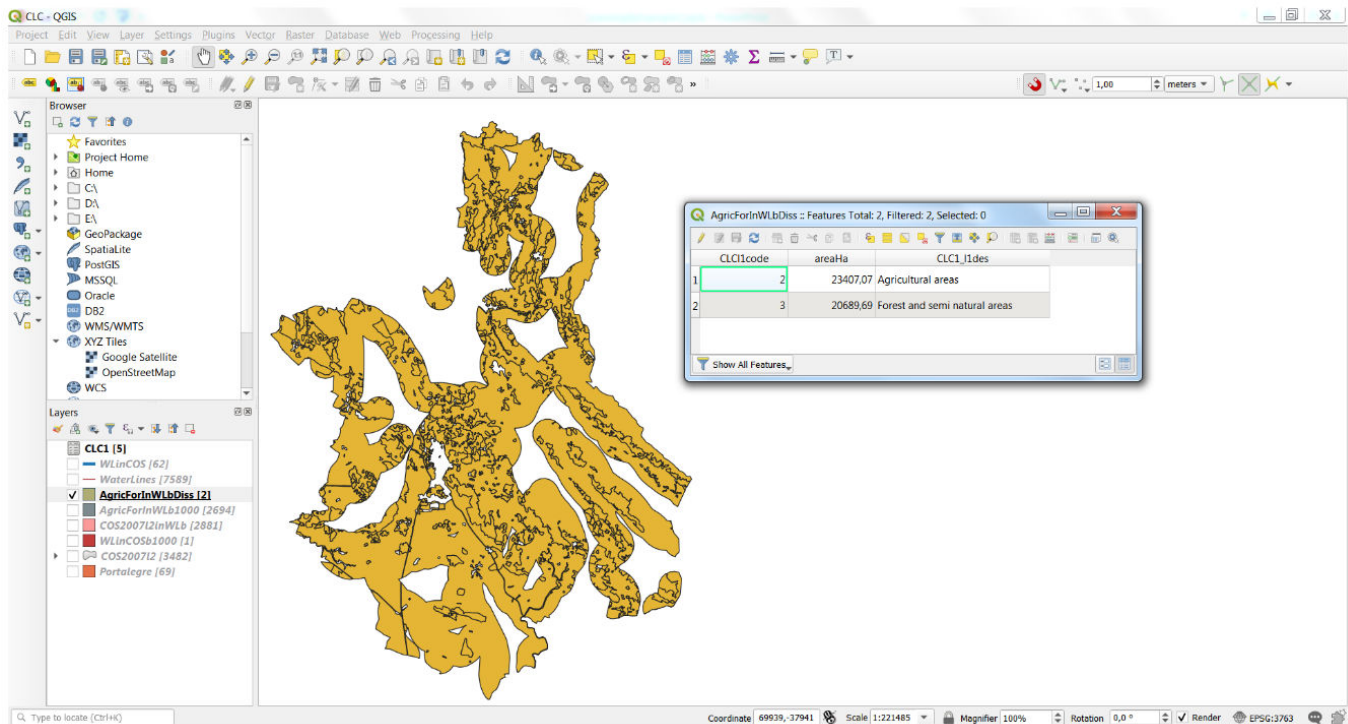 CLC - QGIS
Project Edit View Layer Settings Plugins Vector Raster Database Web Processing Help
abc
1,00 meters
Browser
Favorites
Project Home
Home
C:\
D:\
E:\
GeoPackage
SpatiaLite
PostGIS
MSSQL
Oracle
DB2
WMS/WMTS
XYZ Tiles
Google Satellite
OpenStreetMap
WCS
Layers
CLC1 [5]
WLinCOS [62]
WaterLines [7589]
AgricForInWLbDiss [2]
AgricForInWLb1000 [2694]
COS2007l2inWLb [2881]
WLinCOSb1000 [1]
COS2007l2 [3482]
Portalegre [69]
AgricForInWLbDiss :: Features Total: 2, Filtered: 2, Selected: 0
CLCl1code areaHa CLC1_l1des
1 2 23407,07 Agricultural areas
2 3 20689,69 Forest and semi natural areas
Show All Features
Type to locate (Ctrl+K) Coordinate 69939,-37941 Scale 1:221485 Magnifier 100% Rotation 0,0 ° Render EPSG:3763